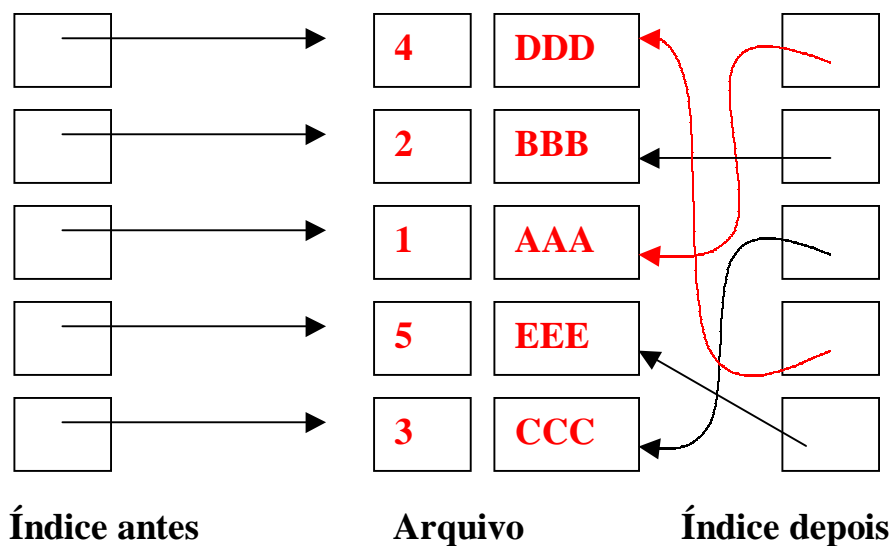 4 DDD
2 BBB
1 AAA
5 EEE
3 CCC
Índice antes Arquivo Índice depois